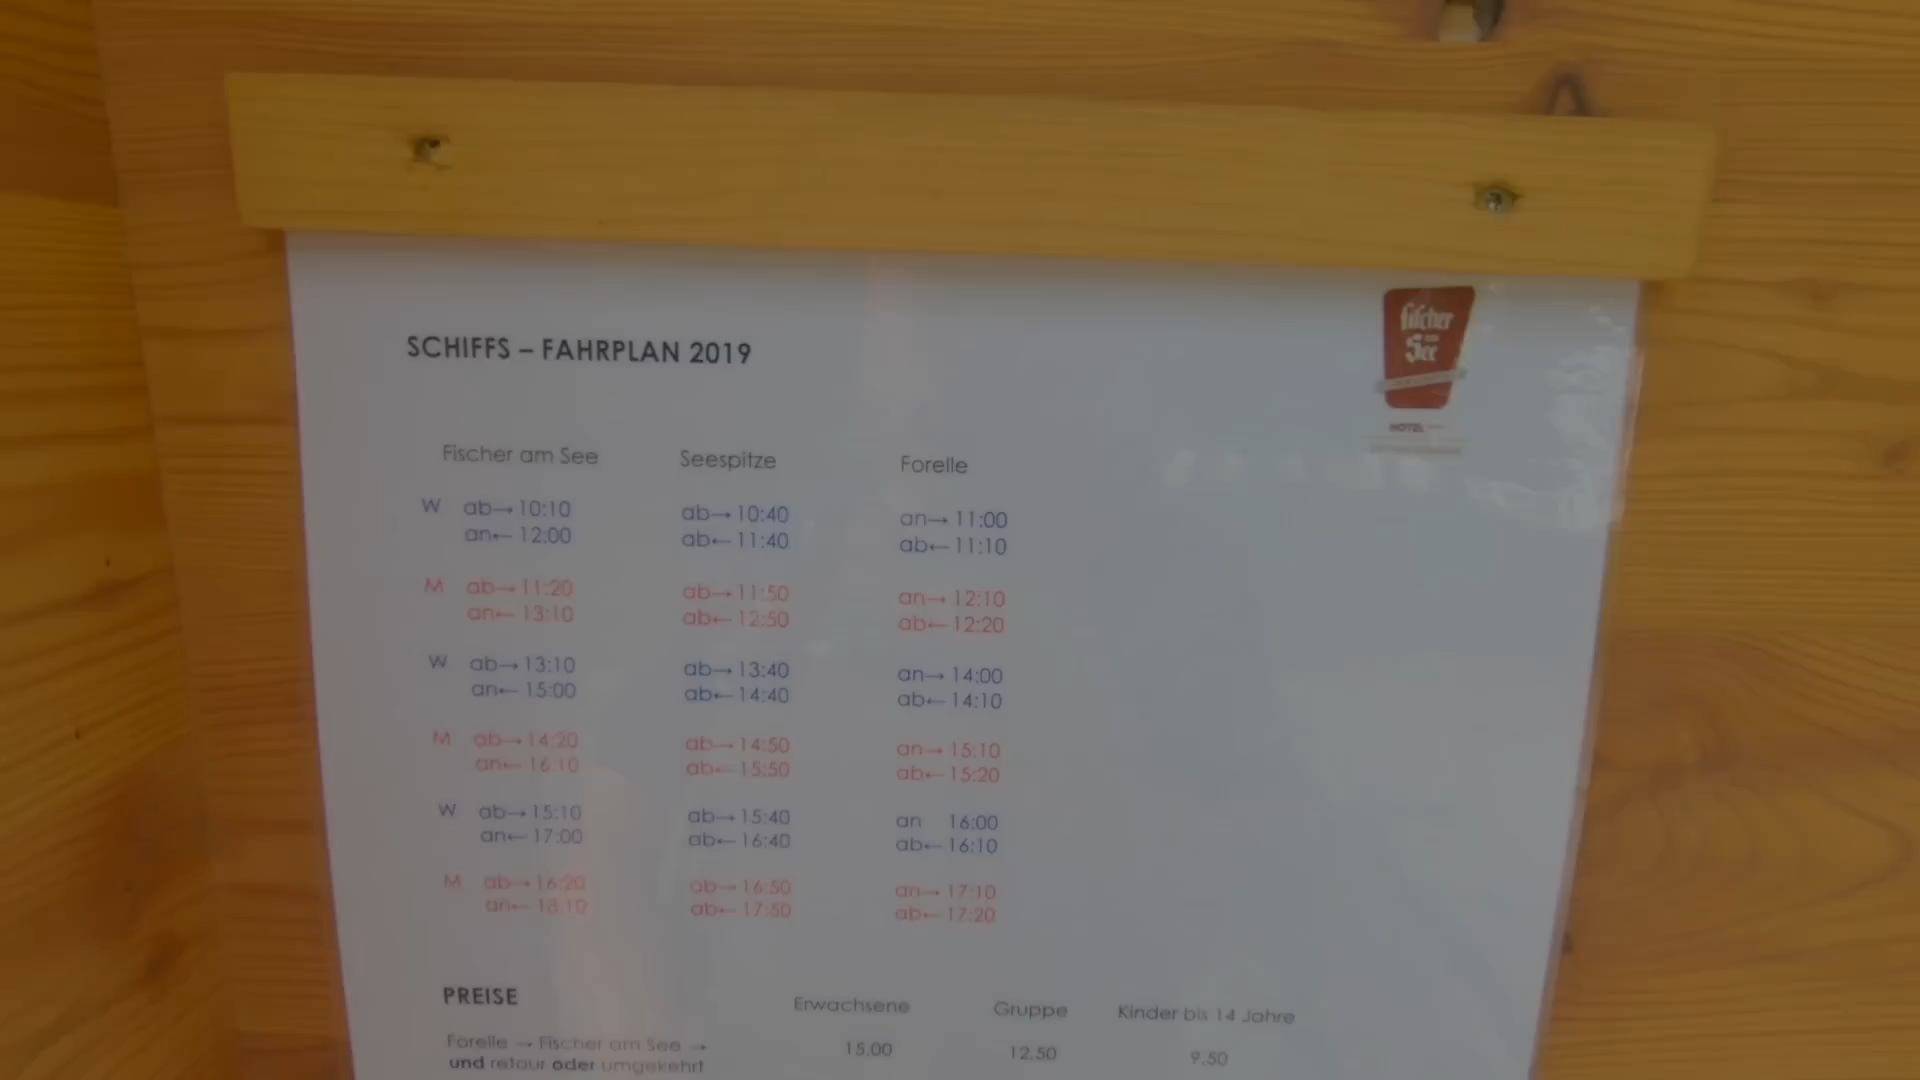 fischer
am
See
HOTEL
SCHIFFS – FAHRPLAN 2019
Fischer am See Seespitze Forelle
W ab→ 10:10 ab→ 10:40 an→ 11:00
an← 12:00 ab← 11:40 ab← 11:10
M ab→ 11:20 ab→ 11:50 an→ 12:10
an← 13:10 ab← 12:50 ab← 12:20
W ab→ 13:10 ab→ 13:40 an→ 14:00
an← 15:00 ab← 14:40 ab← 14:10
M ab→ 14:20 ab→ 14:50 an→ 15:10
an← 16:10 ab← 15:50 ab← 15:20
W ab→ 15:10 ab→ 15:40 an 16:00
an← 17:00 ab← 16:40 ab← 16:10
M ab→ 16:20 ab→ 16:50 an→ 17:10
an← 18:10 ab← 17:50 ab← 17:20
PREISE Erwachsene Gruppe Kinder bis 14 Jahre
Forelle → Fischer am See → 15,00 12,50 9,50
und retour oder umgekehrt